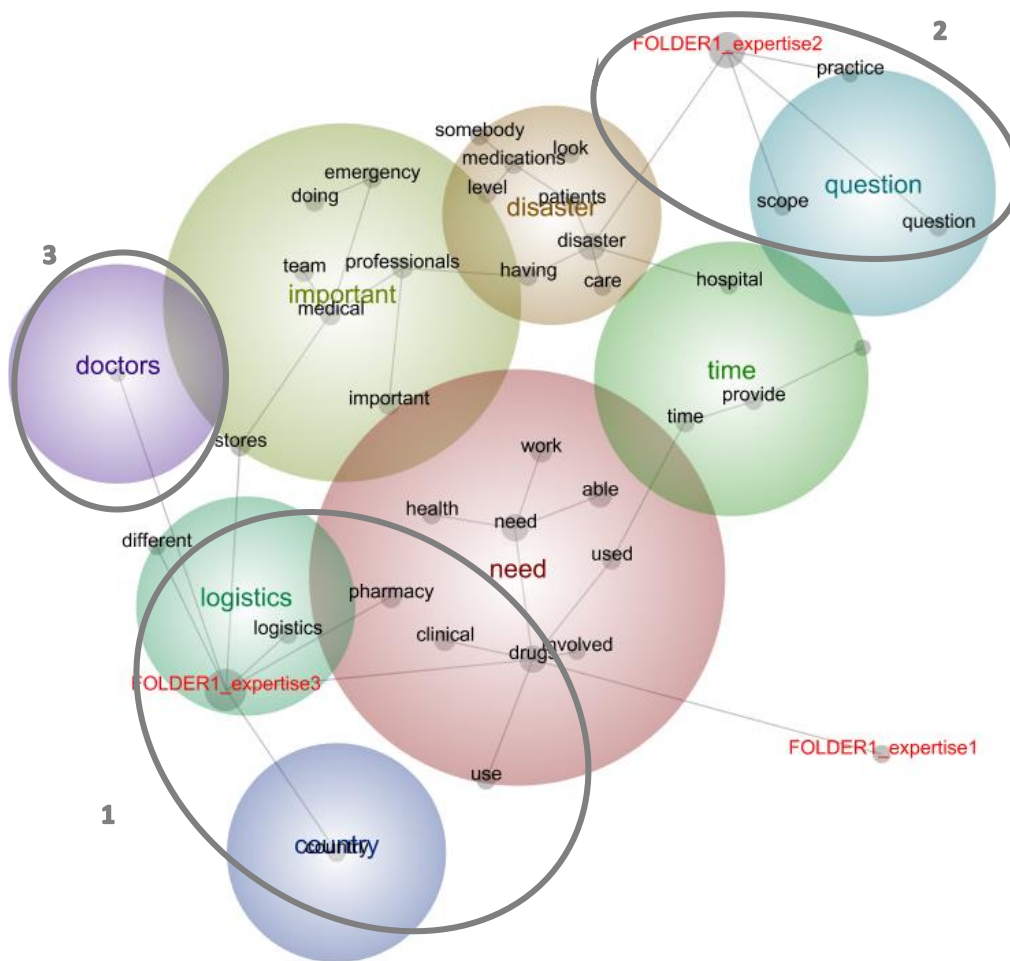 2
FOLDER1_expertise2
practice
somebody
look
medications
emergency
level
patients
question
doing
disaster
scope
question
disaster
3
team
professionals
having
care
hospital
important
medical
doctors
time
provide
important
time
stores
work
able
health
need
different
used
need
logistics
pharmacy
logistics
clinical
involved
drugs
FOLDER1_expertise3
FOLDER1_expertise1
use
1
country
country